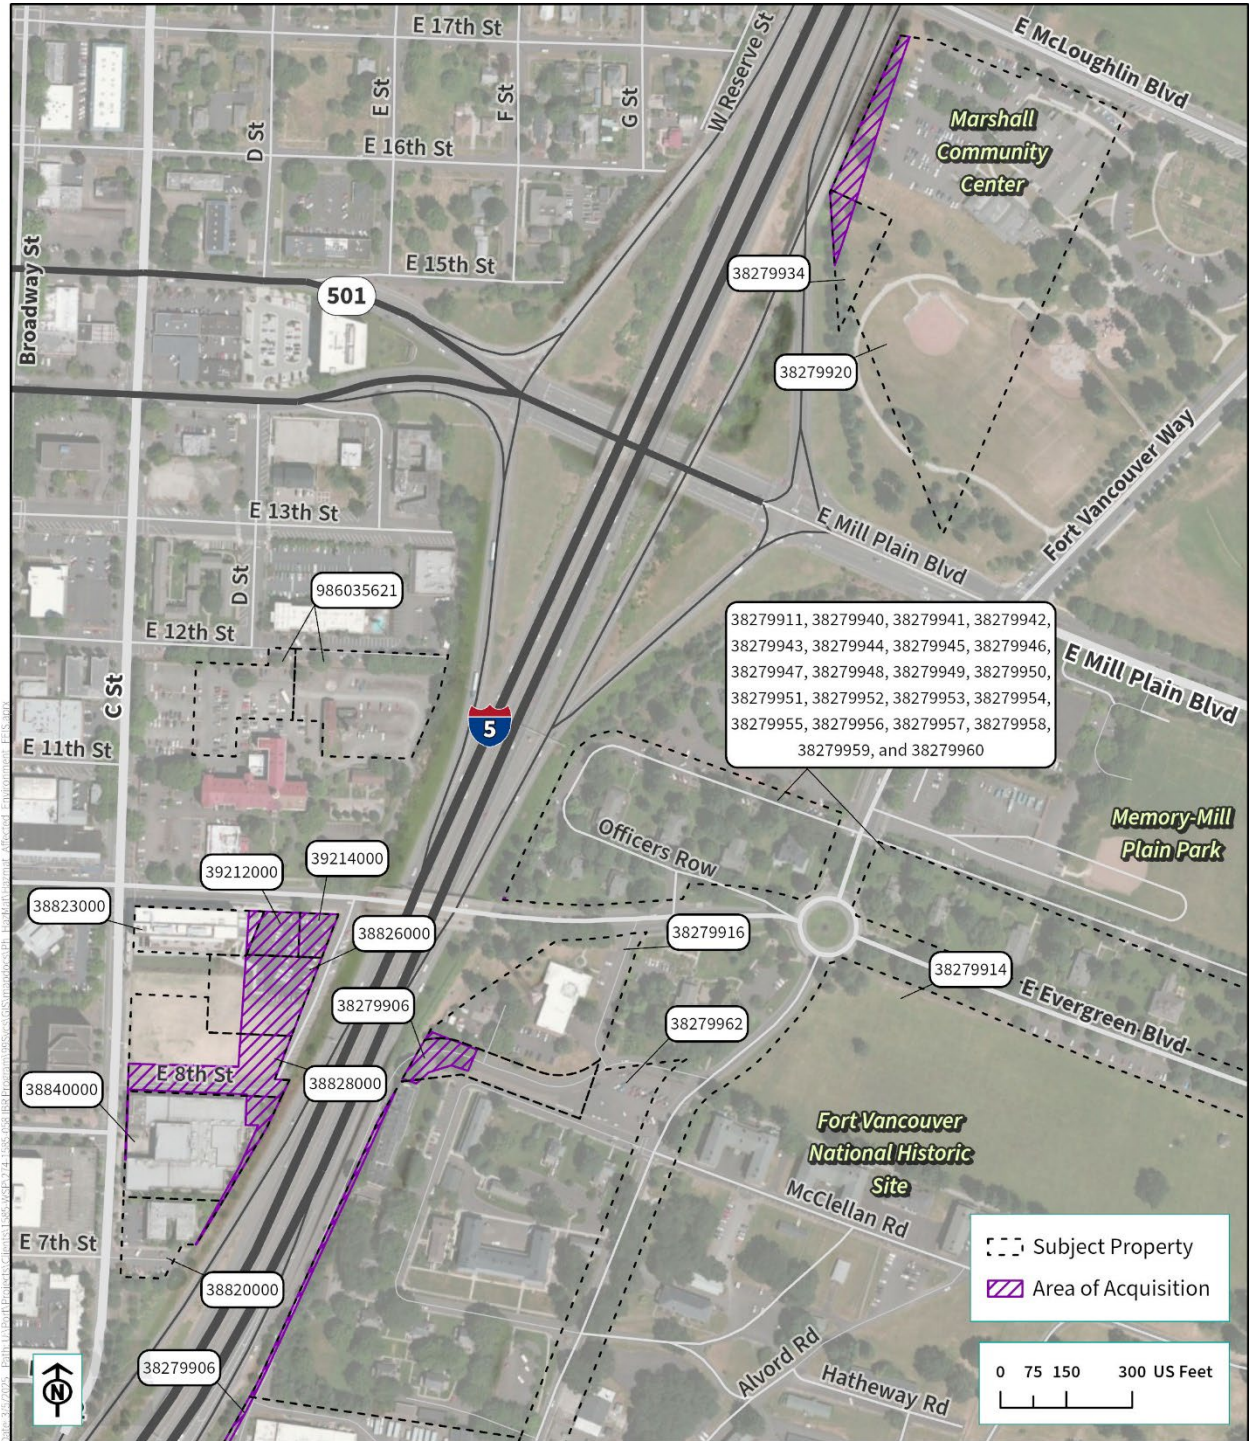 E 17th St
W Reserve St
E McLoughlin Blvd
E St
F St
G St
D St
E 16th St
Marshall
Community
Center
Broadway St
E 15th St
501
38279934
38279920
E 13th St
E Mill Plain Blvd
Fort Vancouver Way
D St
986035621
E 12th St
38279911, 38279940, 38279941, 38279942,
38279943, 38279944, 38279945, 38279946,
38279947, 38279948, 38279949, 38279950,
38279951, 38279952, 38279953, 38279954,
38279955, 38279956, 38279957, 38279958,
38279959, and 38279960
E Mill Plain Blvd
C St
5
E 11th St
Officers Row
Memory-Mill
Plain Park
39212000
39214000
38823000
38826000
38279916
38279914
38279906
E Evergreen Blvd
38279962
E 8th St
38828000
38840000
Fort Vancouver
National Historic
Site
McClellan Rd
E 7th St
38820000
38279906
Alvord Rd
Hatheway Rd
Subject Property
Area of Acquisition
0 75 150 300 US Feet
N